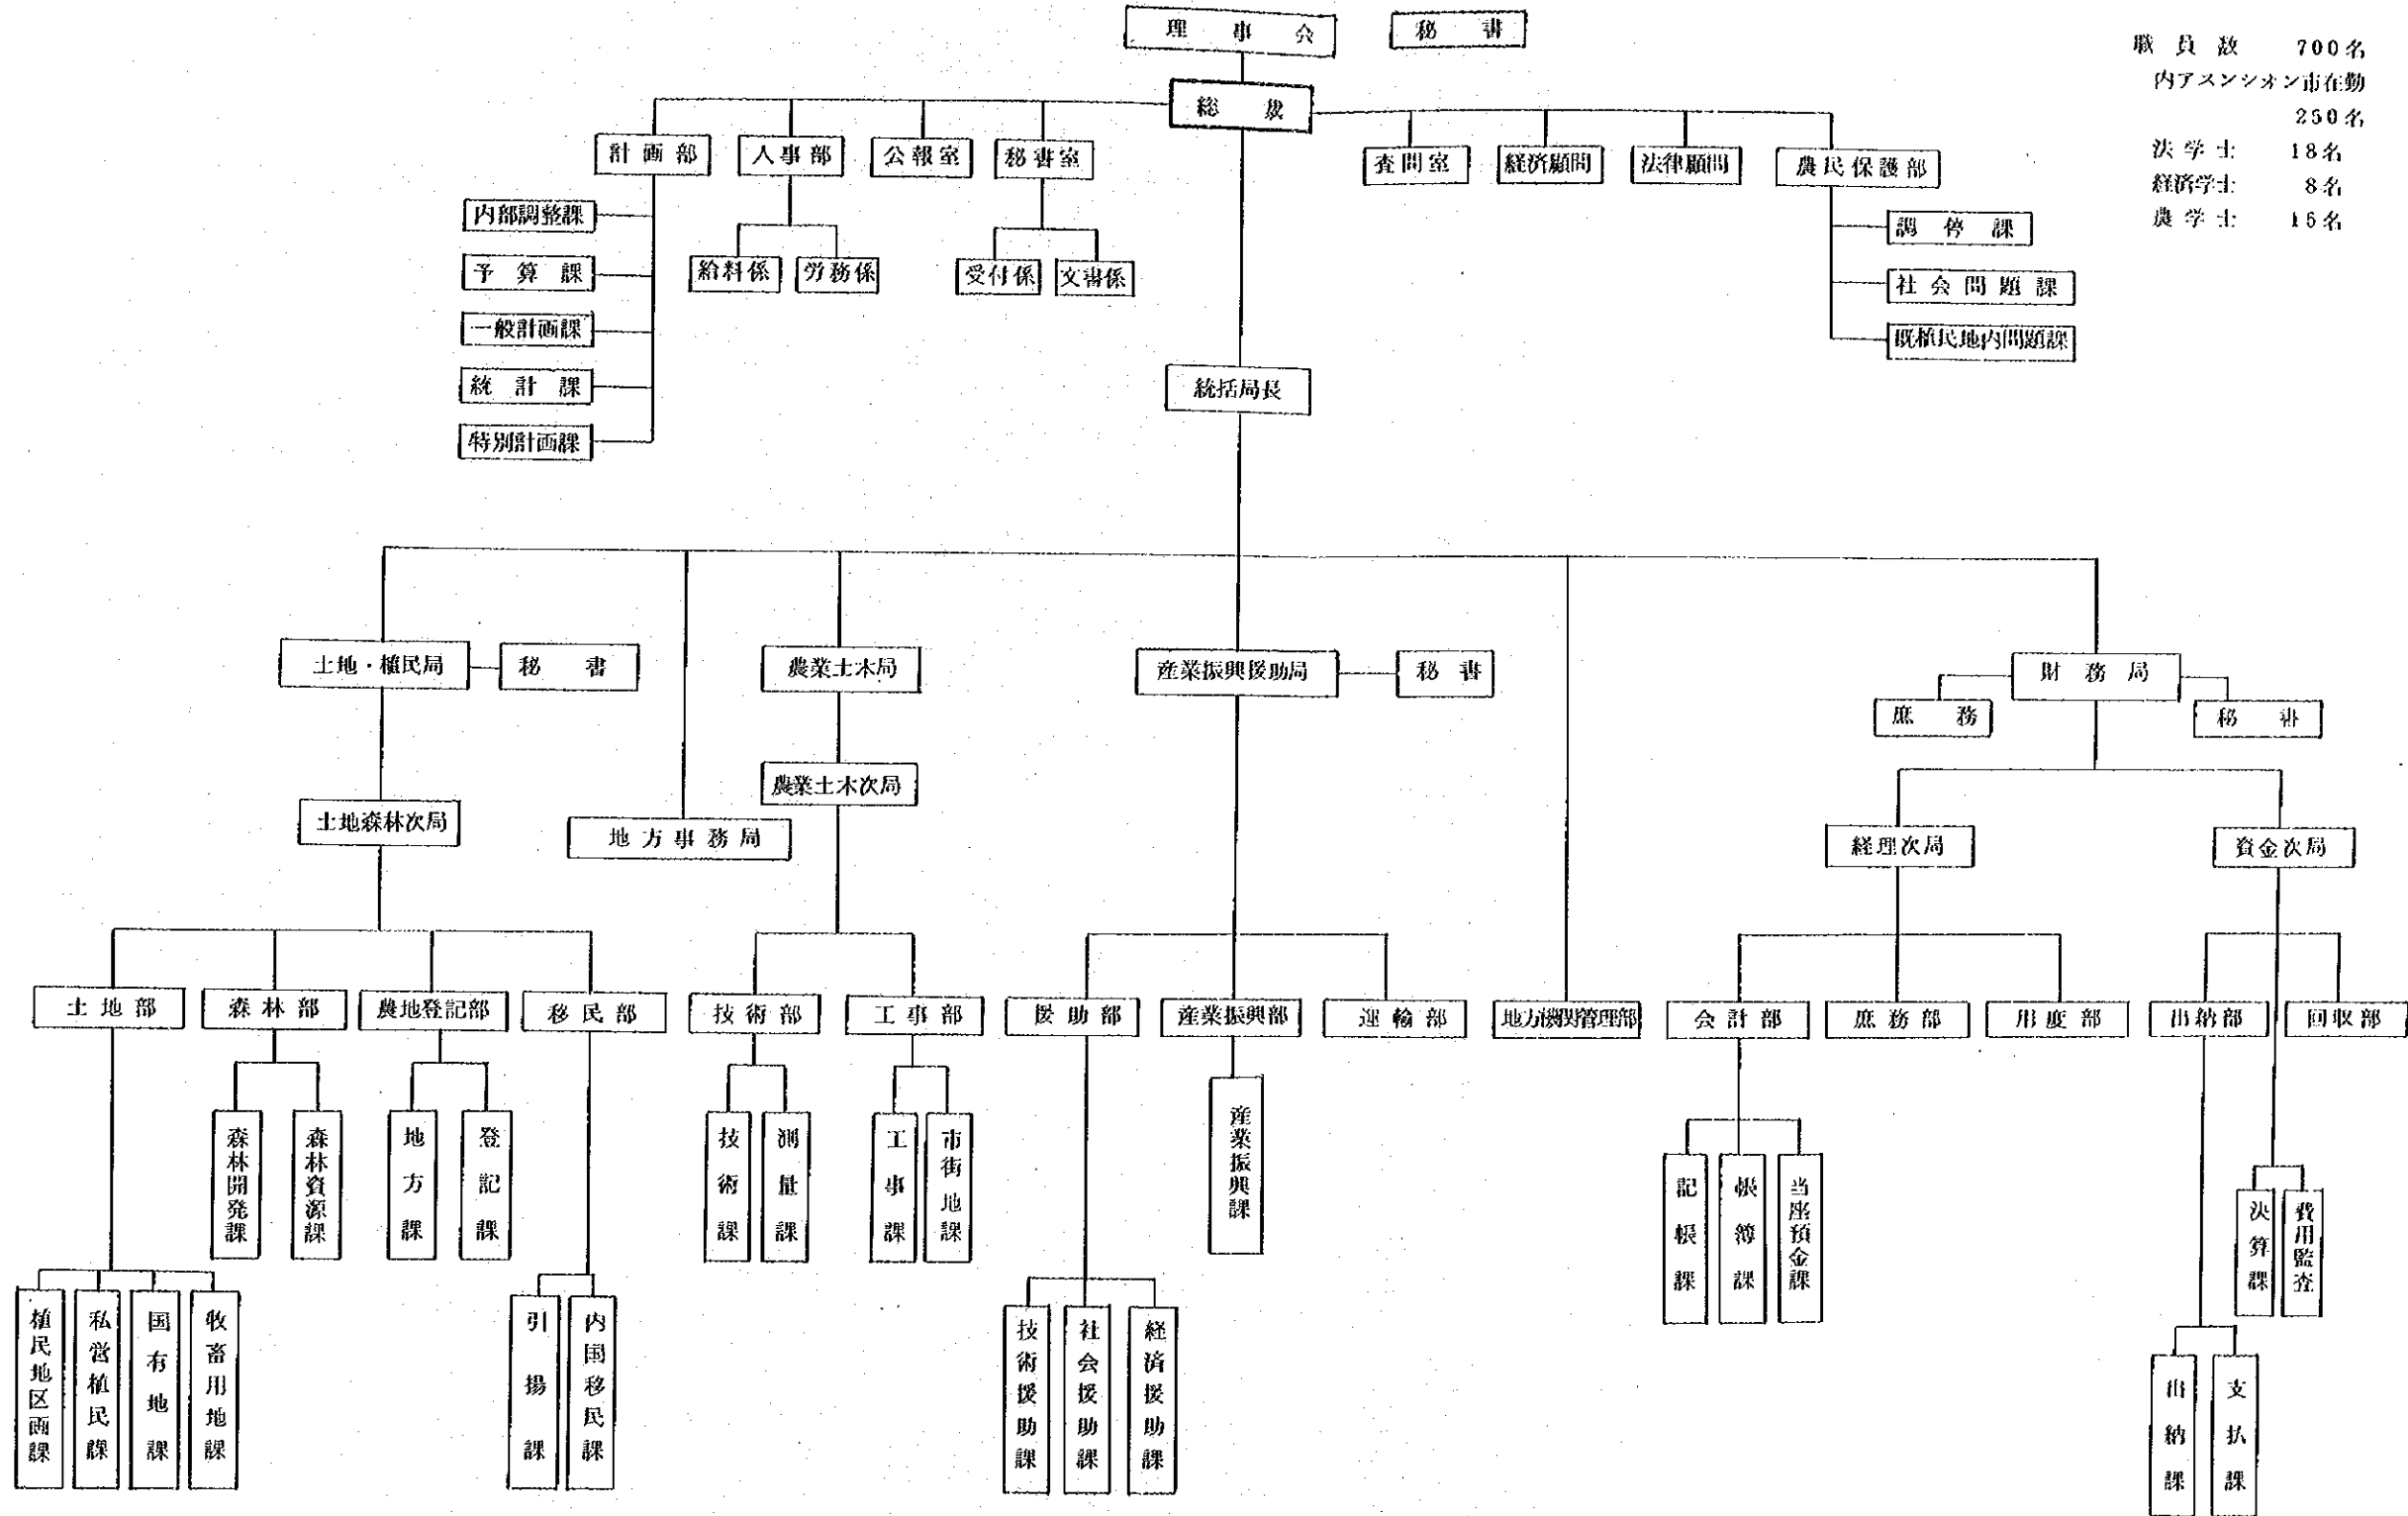 理事会
秘書
職員数 700名
内アスンシオン市在勤
250名
法学士 18名
経済学士 8名
農学士 16名
総裁
計画部
人事部
公報室
秘書室
査問室
経済顧問
法律顧問
農民保護部
内部調整課
予算課
一般計画課
統計課
特別計画課
給料係
労務係
受付係
文書係
調停課
社会問題課
既植民地内問題課
統括局長
土地・植民局
秘書
農業土木局
産業振興援助局
秘書
財務局
庶務
秘書
土地森林次局
地方事務局
農業土木次局
経理次局
資金次局
土地部
森林部
農地登記部
移民部
技術部
工事部
援助部
産業振興部
運輸部
地方機関管理部
会計部
庶務部
用度部
出納部
回収部
森林開発課
森林資源課
地方課
登記課
技術課
測量課
工事課
市街地課
産業振興課
記帳課
帳簿課
当座預金課
決算課
費用監査
植民地区画課
私営植民課
国有地課
牧畜用地課
引揚課
内国移民課
技術援助課
社会援助課
経済援助課
出納課
支払課